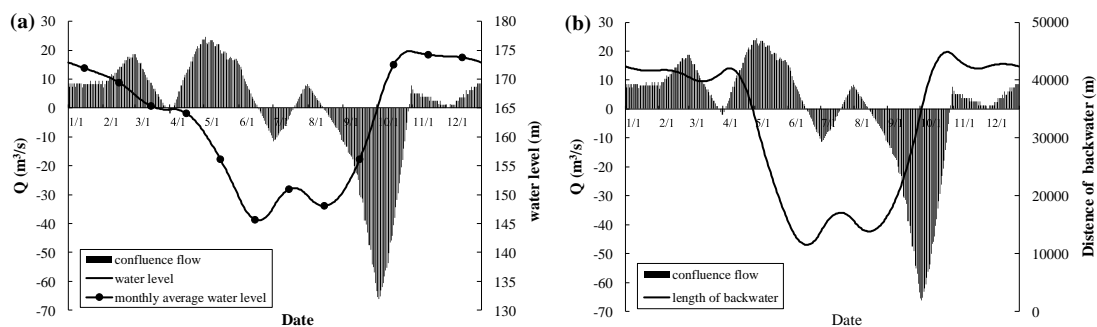 (a)
30
20
10
0
-10
-20
-30
-40
-50
-60
-70
Q (m³/s)
1/1 2/1 3/1 4/1 5/1 6/1 7/1 8/1 9/1 10/1 11/1 12/1
180
175
170
165
160
155
150
145
140
135
130
water level (m)
confluence flow
water level
monthly average water level
Date
(b)
30
20
10
0
-10
-20
-30
-40
-50
-60
-70
Q (m³/s)
1/1 2/1 3/1 4/1 5/1 6/1 7/1 8/1 9/1 10/1 11/1 12/1
50000
40000
30000
20000
10000
0
Distence of backwater (m)
confluence flow
length of backwater
Date